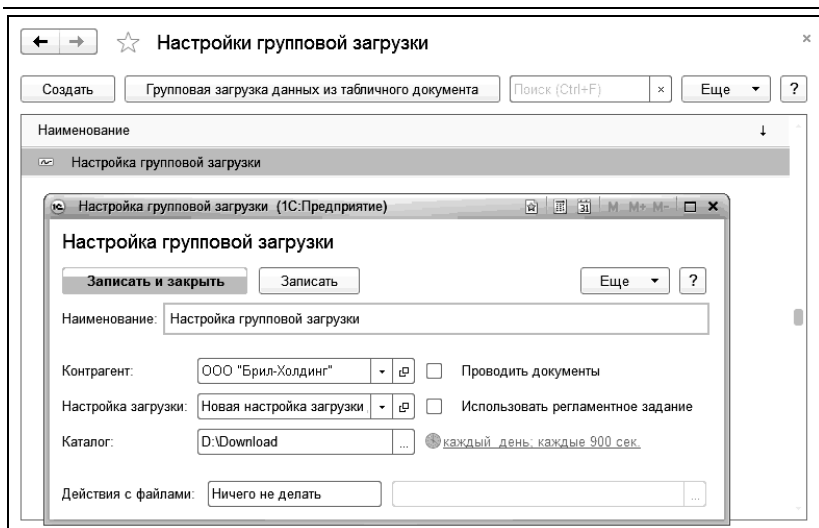 Настройки групповой загрузки
Создать Групповая загрузка данных из табличного документа Поиск (Ctrl+F) × Еще ?
Наименование ↓
Настройка групповой загрузки
1С Настройка групповой загрузки (1С:Предприятие) 31 M M+ M-
Настройка групповой загрузки
Записать и закрыть Записать Еще ?
Наименование: Настройка групповой загрузки
Контрагент: ООО "Брил-Холдинг" Проводить документы
Настройка загрузки: Новая настройка загрузки Использовать регламентное задание
Каталог: D:\Download ... каждый день; каждые 900 сек.
Действия с файлами: Ничего не делать ...